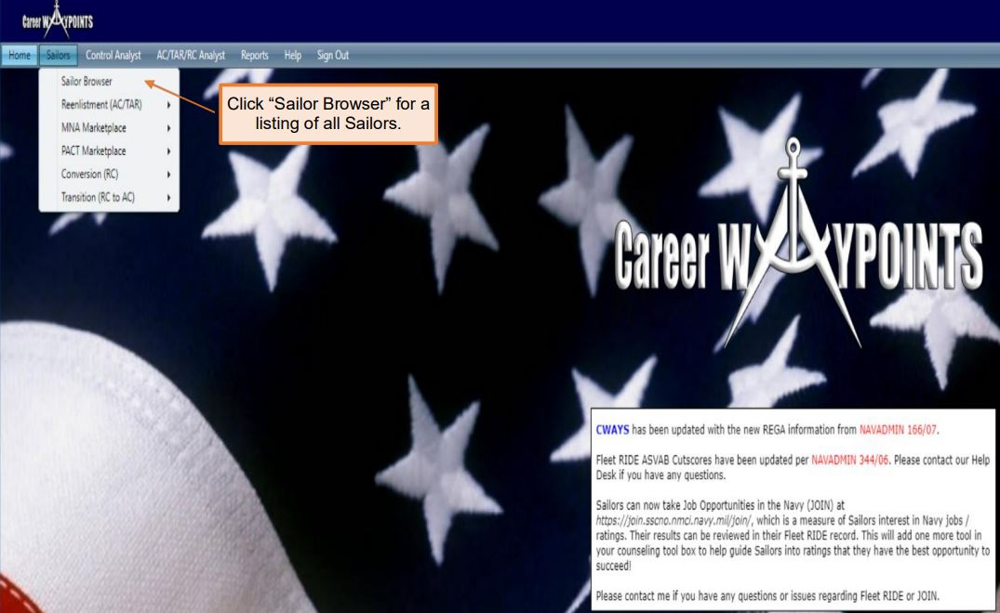 Career WAYPOINTS
Home Sailors Control Analyst AC/TAR/RC Analyst Reports Help Sign Out
Sailor Browser
Reenlistment (AC/TAR)
MNA Marketplace
PACT Marketplace
Conversion (RC)
Transition (RC to AC)
Click “Sailor Browser” for a
listing of all Sailors.
Career WAYPOINTS
CWAYS has been updated with the new REGA information from NAVADMIN 166/07.
Fleet RIDE ASVAB Cutscores have been updated per NAVADMIN 344/06. Please contact our Help
Desk if you have any questions.
Sailors can now take Job Opportunities in the Navy (JOIN) at
https://join.sscno.nmci.navy.mil/join/, which is a measure of Sailors interest in Navy jobs /
ratings. Their results can be reviewed in their Fleet RIDE record. This will add one more tool in
your counseling tool box to help guide Sailors into ratings that they have the best opportunity to
succeed!
Please contact me if you have any questions or issues regarding Fleet RIDE or JOIN.